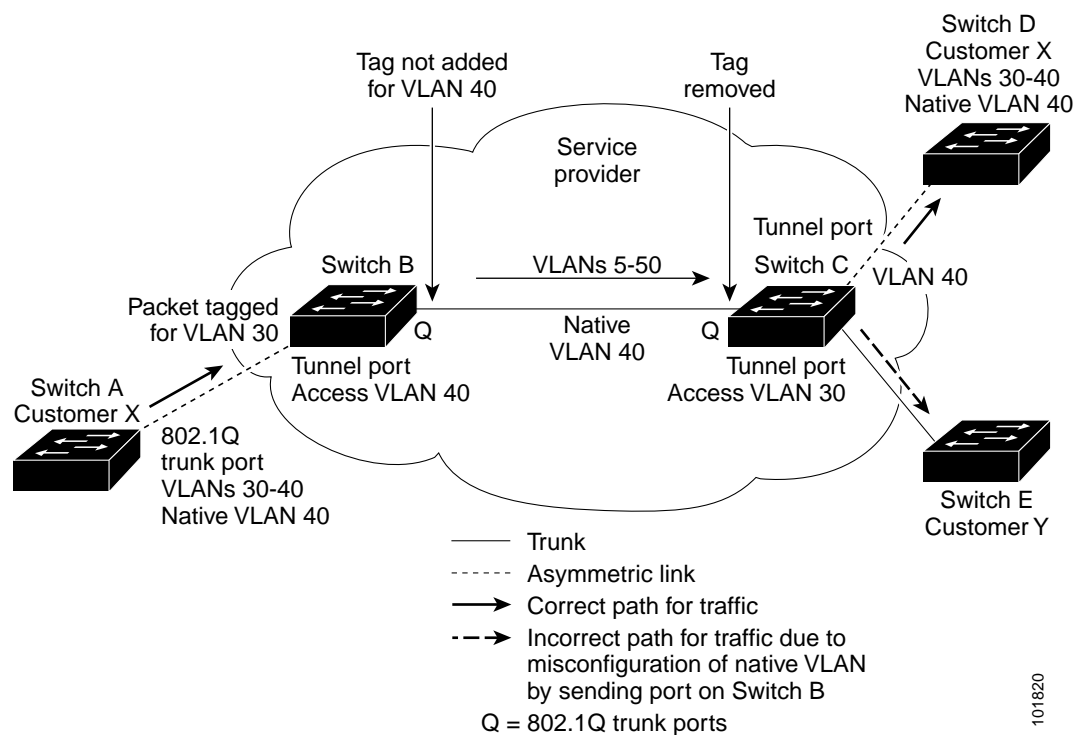 Switch D
Customer X
VLANs 30-40
Native VLAN 40
Tag not added
for VLAN 40
Tag
removed
Service
provider
Tunnel port
Switch B
VLANs 5-50
Switch C
VLAN 40
Packet tagged
for VLAN 30
Q
Native
VLAN 40
Q
Tunnel port
Access VLAN 40
Tunnel port
Access VLAN 30
Switch A
Customer X
802.1Q
trunk port
VLANs 30-40
Native VLAN 40
Switch E
Customer Y
Trunk
Asymmetric link
Correct path for traffic
Incorrect path for traffic due to
misconfiguration of native VLAN
by sending port on Switch B
Q = 802.1Q trunk ports
101820